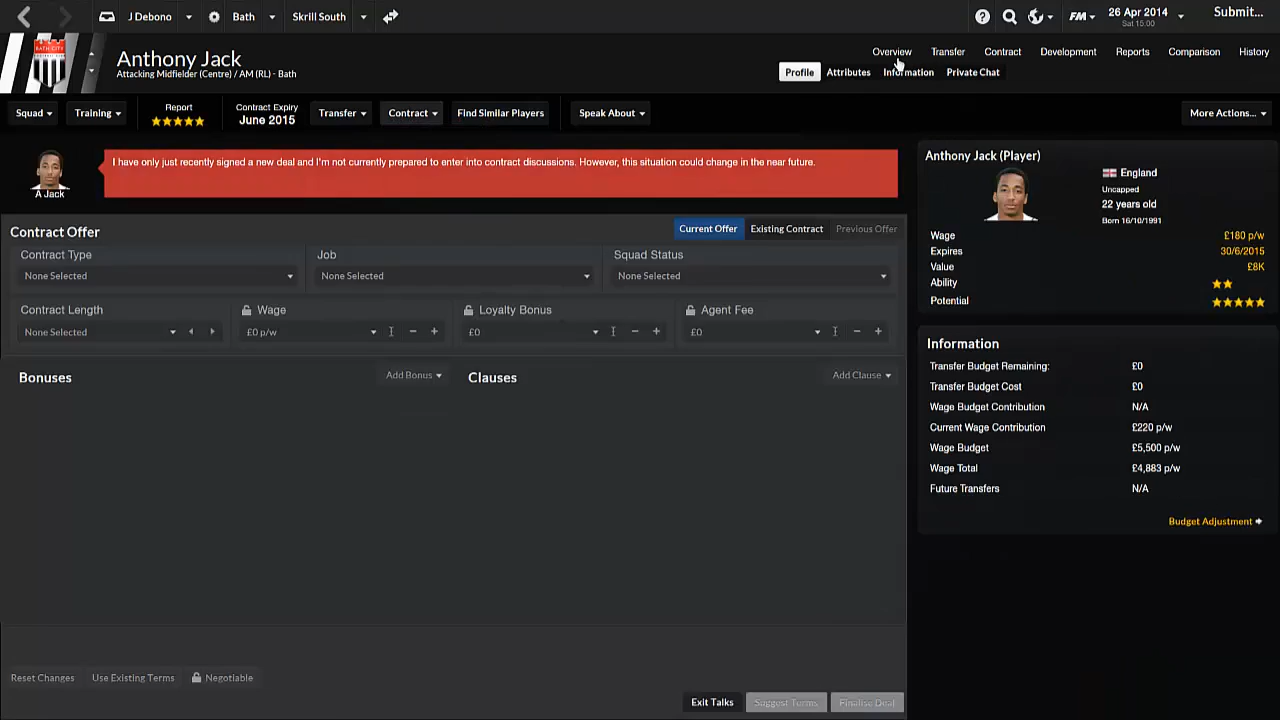 J Debono
Bath
Skrill South
FM
26 Apr 2014
Sat 15:00
Submit...
BATH CITY
Anthony Jack
Attacking Midfielder (Centre) / AM (RL) - Bath
Overview
Transfer
Contract
Development
Reports
Comparison
History
Profile
Attributes
Information
Private Chat
Squad
Training
Report
Contract Expiry
June 2015
Transfer
Contract
Find Similar Players
Speak About
More Actions...
A Jack
I have only just recently signed a new deal and I'm not currently prepared to enter into contract discussions. However, this situation could change in the near future.
Contract Offer
Current Offer
Existing Contract
Previous Offer
Contract Type
None Selected
Job
None Selected
Squad Status
None Selected
Contract Length
None Selected
Wage
£0 p/w
Loyalty Bonus
£0
Agent Fee
£0
Bonuses
Add Bonus
Clauses
Add Clause
Reset Changes
Use Existing Terms
Negotiable
Exit Talks
Suggest Terms
Finalise Deal
Anthony Jack (Player)
England
Uncapped
22 years old
Born 16/10/1991
Wage £180 p/w
Expires 30/6/2015
Value £8K
Ability
Potential
Information
Transfer Budget Remaining: £0
Transfer Budget Cost £0
Wage Budget Contribution N/A
Current Wage Contribution £220 p/w
Wage Budget £5,500 p/w
Wage Total £4,883 p/w
Future Transfers N/A
Budget Adjustment